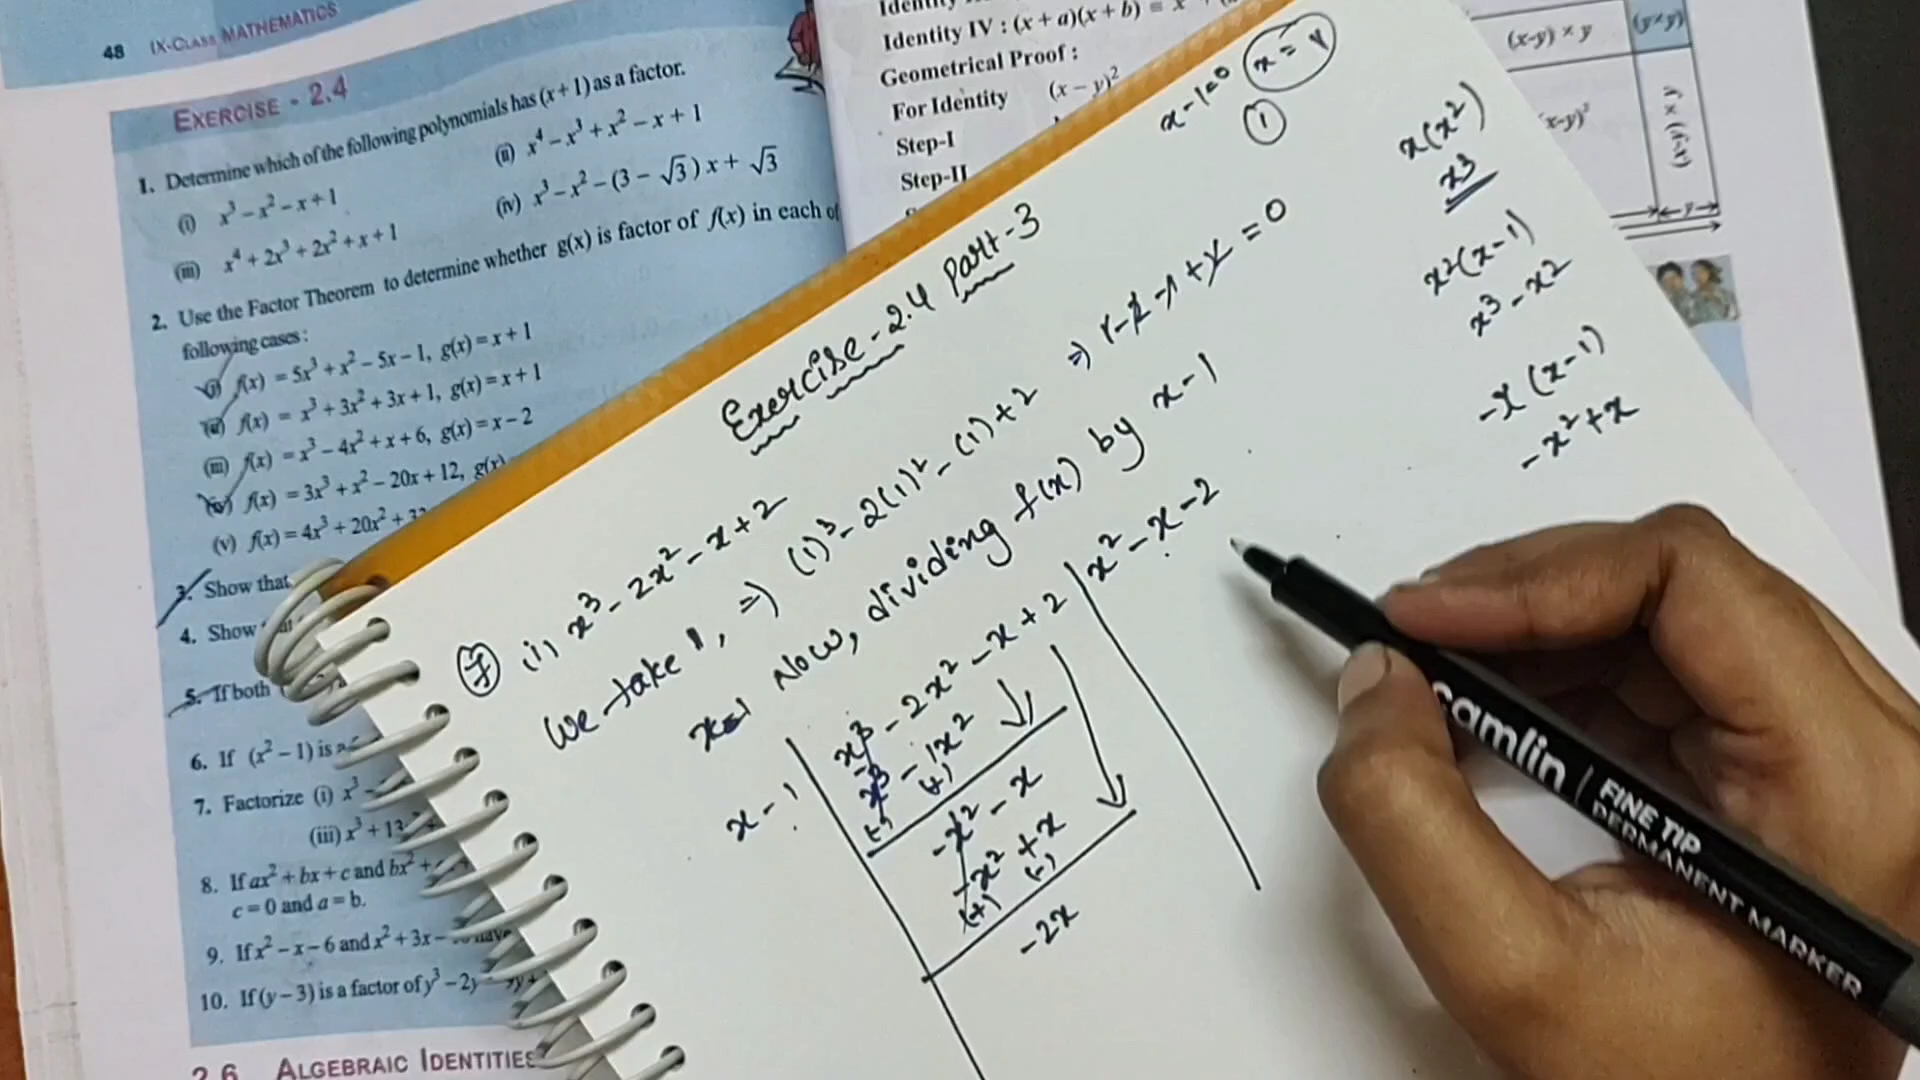 48 IX-CLASS MATHEMATICS
EXERCISE - 2.4
1. Determine which of the following polynomials has (x + 1) as a factor.
(i) x³ – x² – x + 1 (ii) x⁴ – x³ + x² – x + 1
(iii) x⁴ + 2x³ + 2x² + x + 1 (iv) x³ – x² – (3 – √3) x + √3
2. Use the Factor Theorem to determine whether g(x) is factor of f(x) in each of
following cases :
(i) f(x) = 5x³ + x² – 5x – 1, g(x) = x + 1
(ii) f(x) = x³ + 3x² + 3x + 1, g(x) = x + 1
(iii) f(x) = x³ – 4x² + x + 6, g(x) = x – 2
(iv) f(x) = 3x³ + x² – 20x + 12, g(x)
(v) f(x) = 4x³ + 20x² + 33
3. Show that
4. Show
5. If both
6. If (x² – 1) is a
7. Factorize (i) x³ –
(iii) x³ + 13
8. If ax² + bx + c and bx² +
c = 0 and a = b.
9. If x² – x – 6 and x² + 3x – have
10. If (y – 3) is a factor of y³ – 2y
2.6 ALGEBRAIC IDENTITIES
Identity IV : (x + a)(x + b) ≡ x
Geometrical Proof :
For Identity (x – y)²
Step-I
Step-II
(x-y) × y
(x-y)²
Exercise - 2.4 Part-3
x - 1 = 0 x = 1
1
7 (i) x³ - 2x² - x + 2
We take 1, ⇒ (1)³ - 2(1)² - (1) + 2 ⇒ 1 - 2 - 1 + 2 = 0
x=1 Now, dividing f(x) by x - 1
x - 1 x³ - 2x² - x + 2 x² - x - 2
x³ - 1x²
(-) (+)
-x² - x
-x² + x
(+) (-)
-2x
x(x²)
x³
x²(x-1)
x³ - x²
-x (x-1)
-x² + x
camlin FINE TIP
PERMANENT MARKER